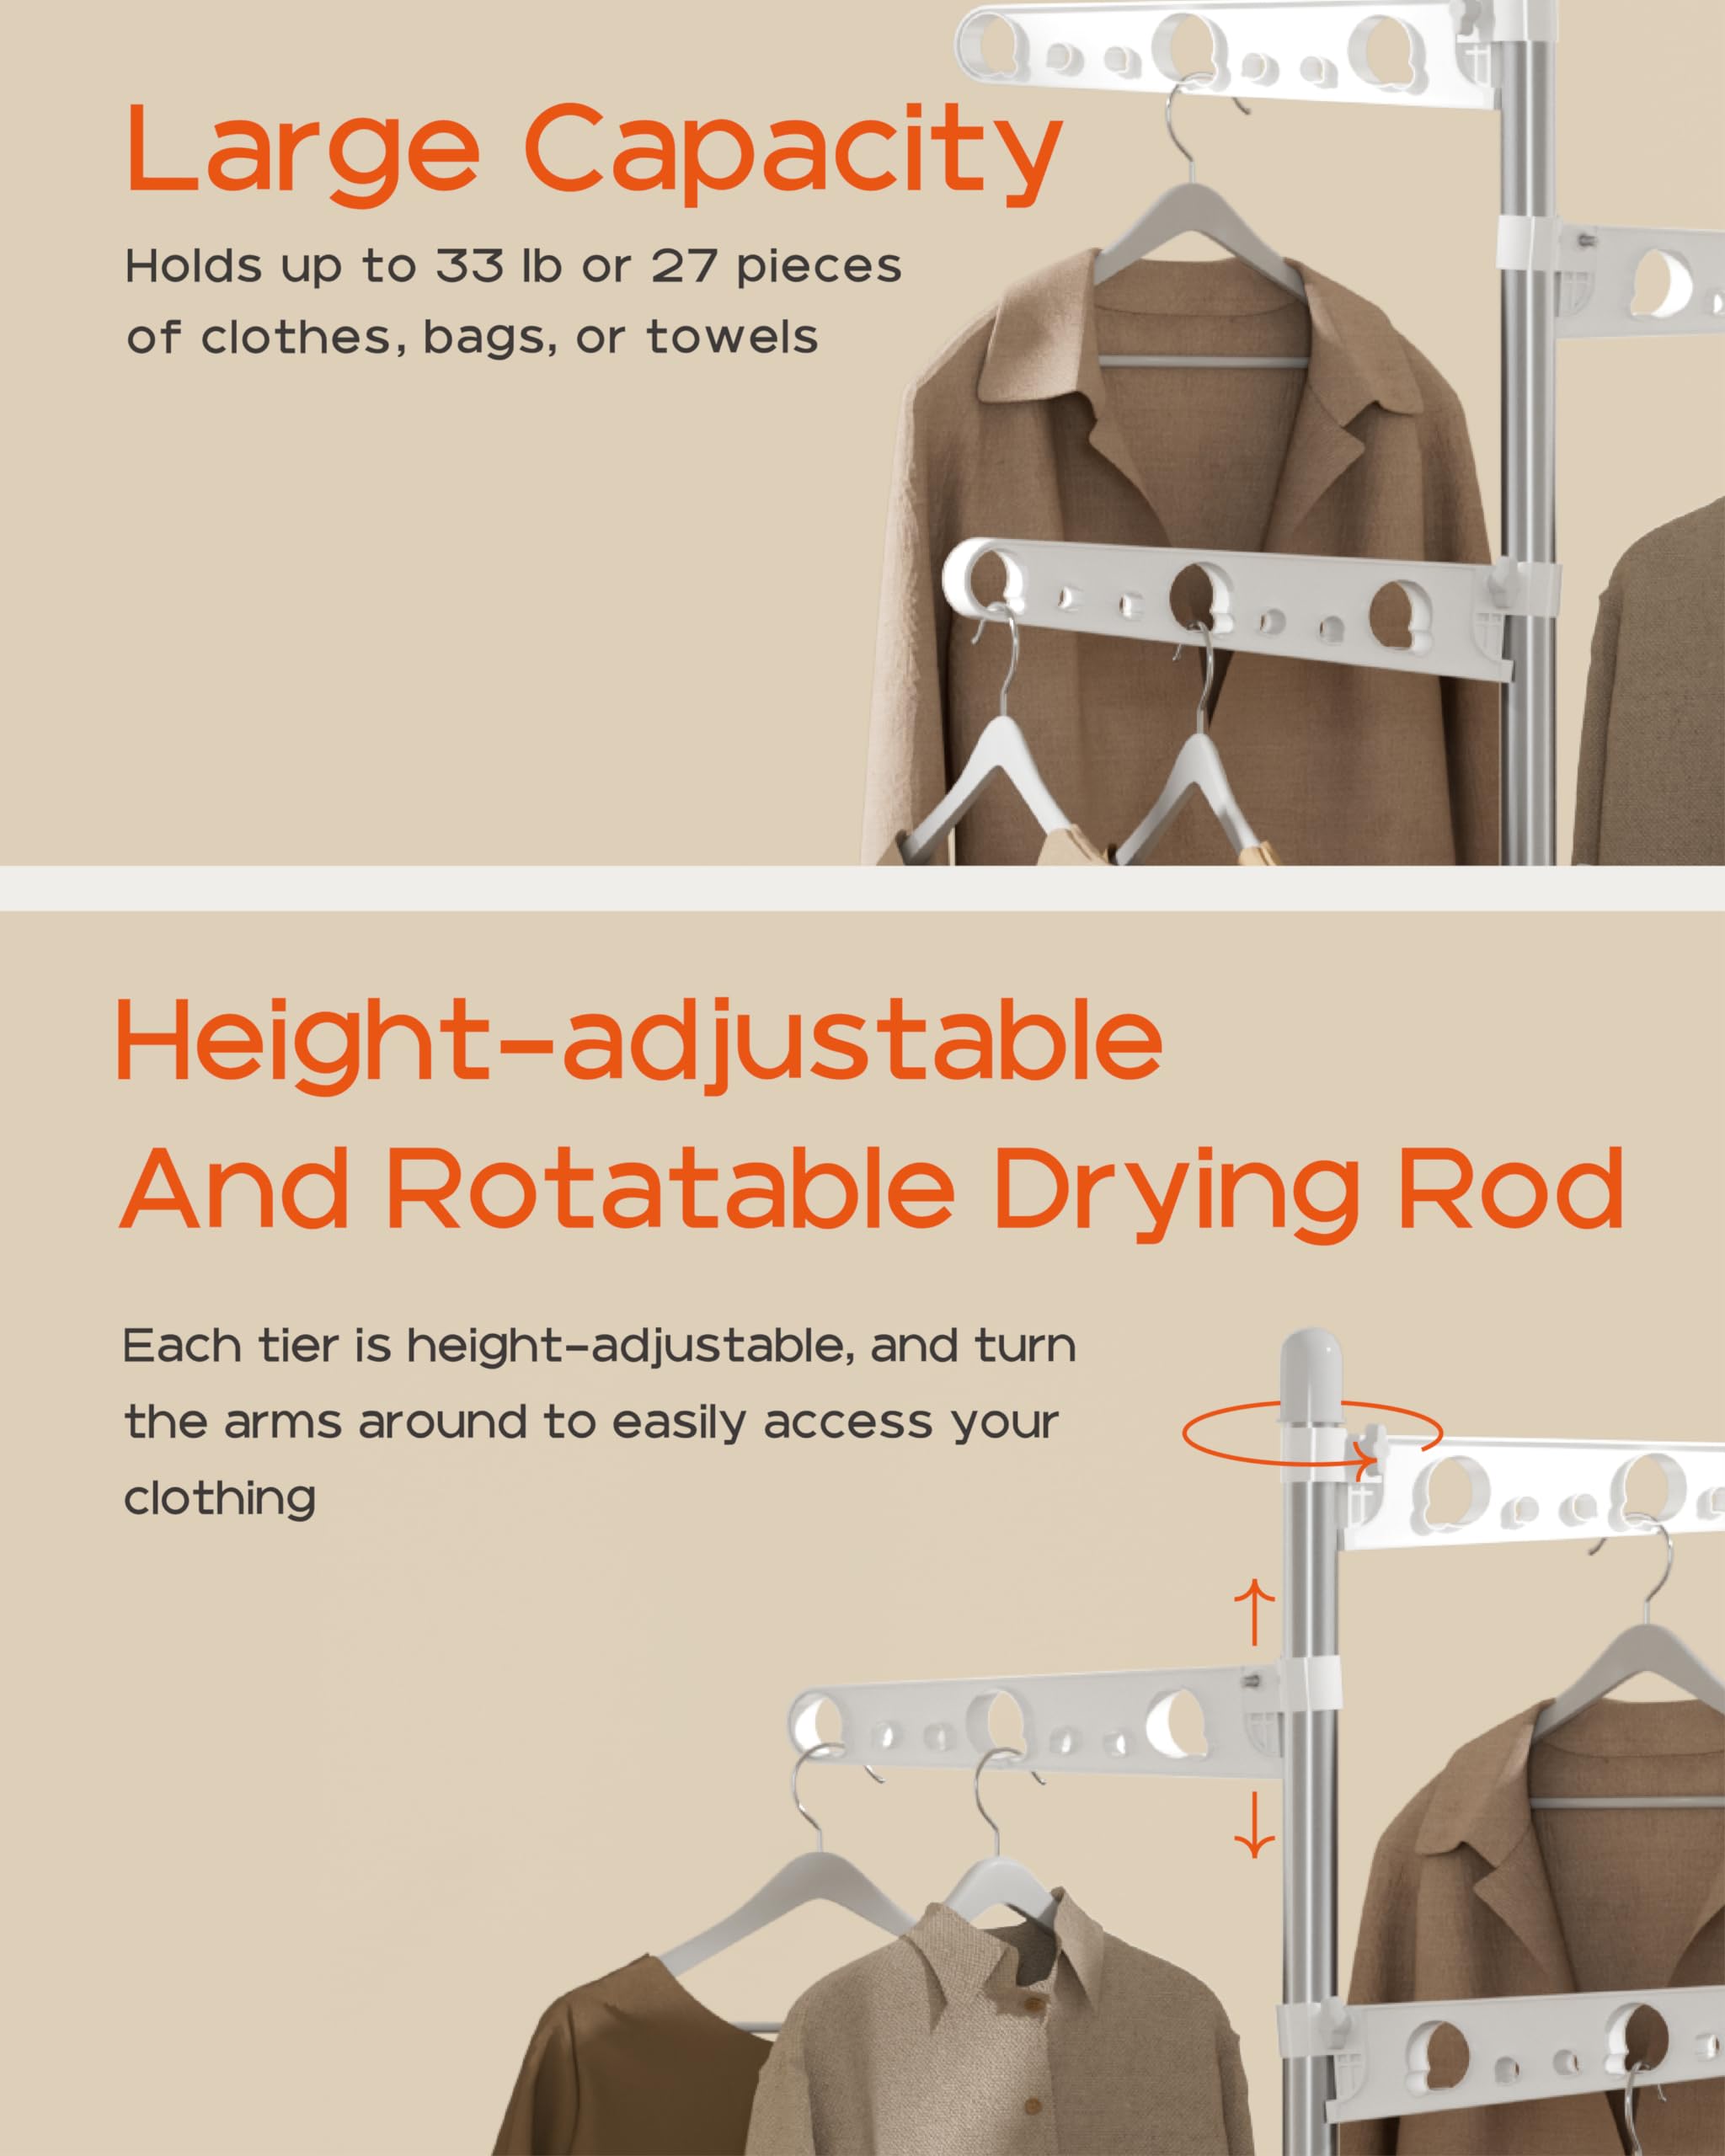 Large Capacity
Holds up to 33 lb or 27 pieces
of clothes, bags, or towels
Height-adjustable
And Rotatable Drying Rod
Each tier is height-adjustable, and turn
the arms around to easily access your
clothing